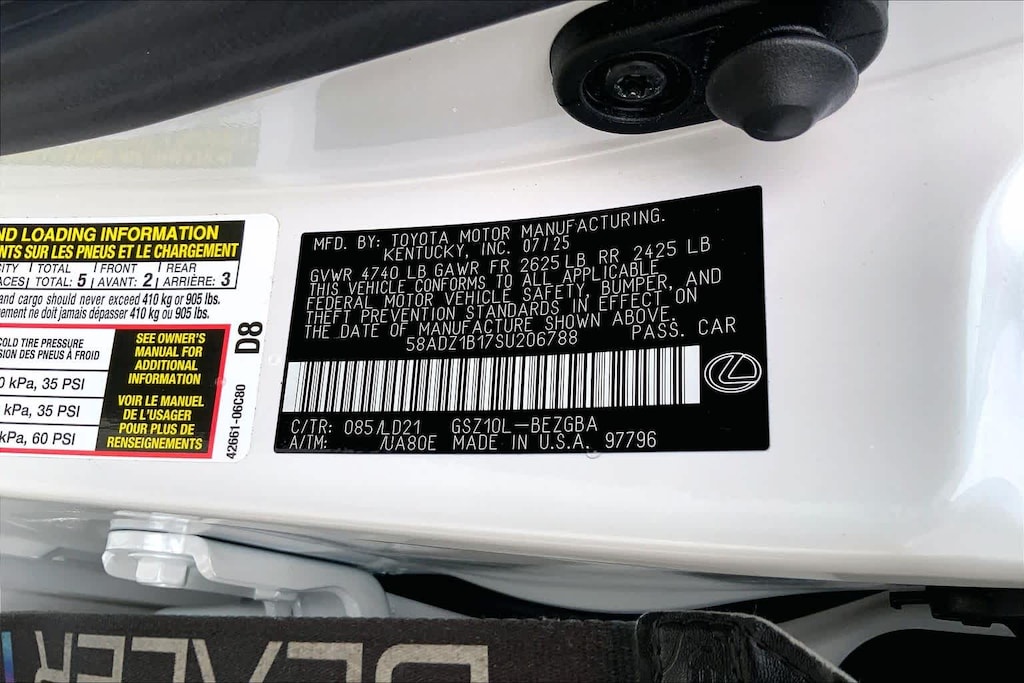 ND LOADING INFORMATION
NTS SUR LES PNEUS ET LE CHARGEMENT
TOTAL FRONT REAR
TOTAL: 5 AVANT: 2 ARRIÈRE: 3
and cargo should never exceed 410 kg or 905 lbs.
ne doit jamais dépasser 410 kg ou 905 lbs.
COLD TIRE PRESSURE
SION DES PNEUS À FROID
0 kPa, 35 PSI
kPa, 35 PSI
kPa, 60 PSI
SEE OWNER'S
MANUAL FOR
ADDITIONAL
INFORMATION
VOIR LE MANUEL
DE L'USAGER
POUR PLUS DE
RENSEIGNEMENTS
D8
42661-06C80
MFD. BY: TOYOTA MOTOR MANUFACTURING.
KENTUCKY, INC. 07/25
GVWR 4740 LB GAWR FR 2625 LB RR 2425 LB
THIS VEHICLE CONFORMS TO ALL APPLICABLE
FEDERAL MOTOR VEHICLE SAFETY, BUMPER, AND
THEFT PREVENTION STANDARDS IN EFFECT ON
THE DATE OF MANUFACTURE SHOWN ABOVE.
58ADZ1B17SU206788 PASS. CAR
C/TR: 085/LD21 GSZ10L-BEZGBA
A/TM: /UA80E MADE IN U.S.A. 97796